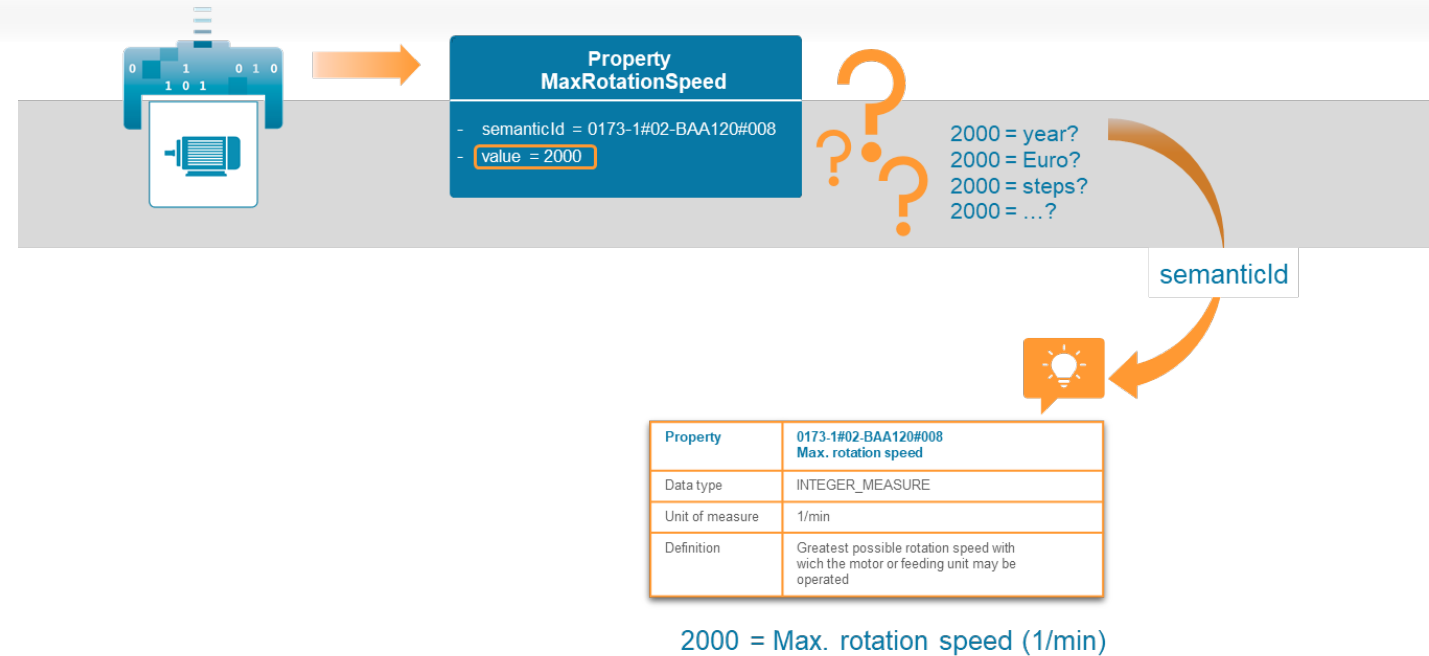 0 1 0 1 0
1 0 1
Property
MaxRotationSpeed
- semanticId = 0173-1#02-BAA120#008
- value = 2000
2000 = year?
2000 = Euro?
2000 = steps?
2000 = …?
? ? ?
semanticId
Property 0173-1#02-BAA120#008
Max. rotation speed
Data type INTEGER_MEASURE
Unit of measure 1/min
Definition Greatest possible rotation speed with
wich the motor or feeding unit may be
operated
2000 = Max. rotation speed (1/min)